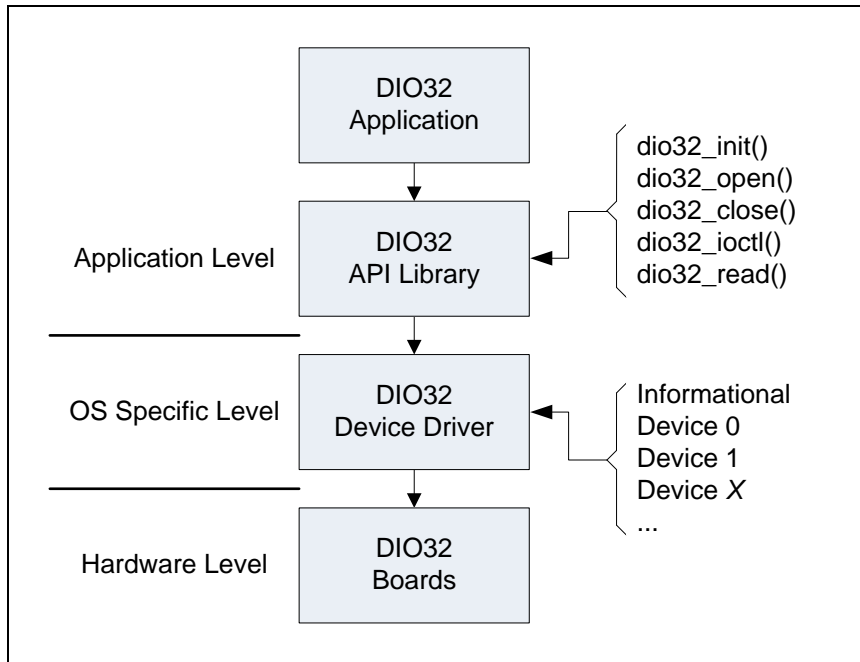 DIO32
Application
dio32_init()
dio32_open()
dio32_close()
dio32_ioctl()
dio32_read()
Application Level
DIO32
API Library
OS Specific Level
DIO32
Device Driver
Informational
Device 0
Device 1
Device X
...
Hardware Level
DIO32
Boards